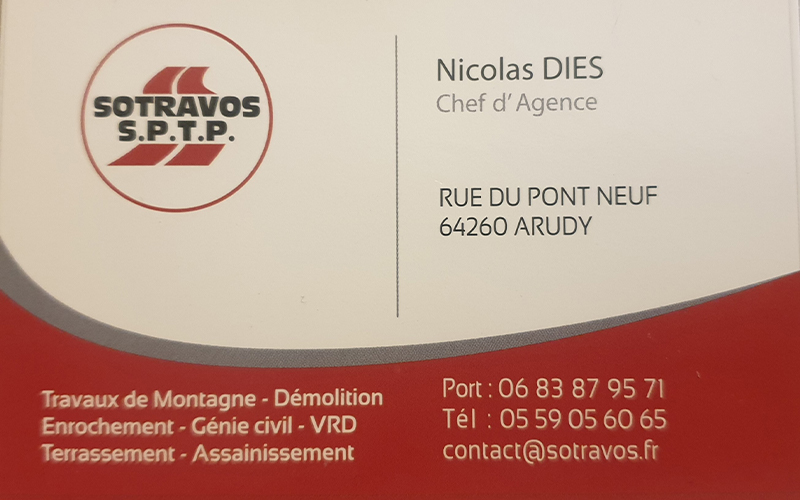 SOTRAVOS
S.P.T.P.
Nicolas DIES
Chef d'Agence
RUE DU PONT NEUF
64260 ARUDY
Travaux de Montagne - Démolition
Enrochement - Génie civil - VRD
Terrassement - Assainissement
Port : 06 83 87 95 71
Tél : 05 59 05 60 65
contact@sotravos.fr